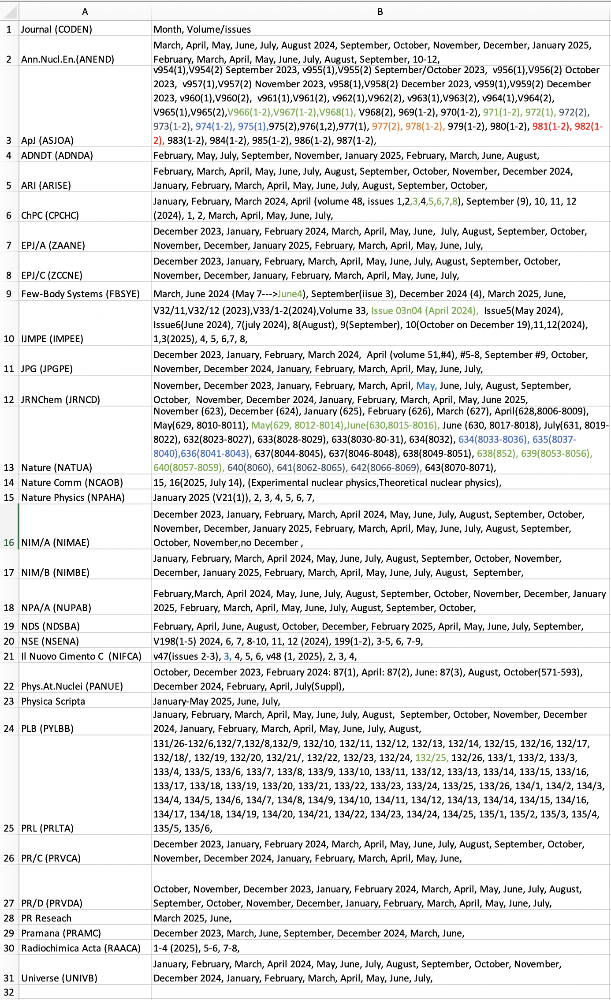 A B
1 Journal (CODEN) Month, Volume/issues
March, April, May, June, July, August 2024, September, October, November, December, January 2025,
2 Ann.Nucl.En.(ANEND) February, March, April, May, June, July, August, September, 10-12,
v954(1),V954(2) September 2023, v955(1),V955(2) September/October 2023,  v956(1),V956(2) October
2023,  v957(1),V957(2) November 2023, v958(1),V958(2) December 2023, v959(1),V959(2) December
2023, v960(1),V960(2),  v961(1),V961(2), v962(1),V962(2), v963(1),V963(2), v964(1),V964(2),
V965(1),V965(2),V966(1-2),V967(1-2),V968(1), V968(2), 969(1-2), 970(1-2), 971(1-2), 972(1), 972(2),
973(1-2), 974(1-2), 975(1),975(2),976(1,2),977(1), 977(2), 978(1-2), 979(1-2), 980(1-2), 981(1-2), 982(1-
3 ApJ (ASJOA) 2), 983(1-2), 984(1-2), 985(1-2), 986(1-2), 987(1-2),
4 ADNDT (ADNDA) February, May, July, September, November, January 2025, February, March, June, August,
February, March, April, May, June, July, August, September, October, November, December 2024,
5 ARI (ARISE) January, February, March, April, May, June, July, August, September, October,
January, February, March 2024, April (volume 48, issues 1,2,3,4,5,6,7,8), September (9), 10, 11, 12
6 ChPC (CPCHC) (2024), 1, 2, March, April, May, June, July,
December 2023, January, February 2024, March, April, May, June,  July, August, September, October,
7 EPJ/A (ZAANE) November, December, January 2025, February, March, April, May, June, July,
December 2023, January, February, March, April, May, June, July, August, September, October,
8 EPJ/C (ZCCNE) November, December, January, February, March, April, May, June, July,
9 Few-Body Systems (FBSYE) March, June 2024 (May 7--->June4), September(iisue 3), December 2024 (4), March 2025, June,
V32/11,V32/12 (2023),V33/1-2(2024),Volume 33, Issue 03n04 (April 2024),  Issue5(May 2024),
Issue6(June 2024), 7(july 2024), 8(August), 9(September), 10(October on December 19),11,12(2024),
10 IJMPE (IMPEE) 1,3(2025), 4, 5, 6,7, 8,
December 2023, January, February, March 2024,  April (volume 51,#4), #5-8, September #9, October,
11 JPG (JPGPE) November, December 2024, January, February, March, April, May, June, July,
November, December 2023, January, February, March, April, May, June, July, August, September,
12 JRNChem (JRNCD) October,  November, December 2024, January, February, March, April, May, June 2025,
November (623), December (624), January (625), February (626), March (627), April(628,8006-8009),
May(629, 8010-8011), May(629, 8012-8014),June(630,8015-8016), June (630, 8017-8018), July(631, 8019-
8022), 632(8023-8027), 633(8028-8029), 633(8030-80-31), 634(8032), 634(8033-8036), 635(8037-
8040),636(8041-8043), 637(8044-8045), 637(8046-8048), 638(8049-8051), 638(852), 639(8053-8056),
13 Nature (NATUA) 640(8057-8059), 640(8060), 641(8062-8065), 642(8066-8069), 643(8070-8071),
14 Nature Comm (NCAOB) 15, 16(2025, July 14), (Experimental nuclear physics,Theoretical nuclear physics),
15 Nature Physics (NPAHA) January 2025 (V21(1)), 2, 3, 4, 5, 6, 7,
December 2023, January, February, March, April 2024, May, June, July, August, September, October,
November, December, January 2025, February, March, April, May, June, July, August, September,
16 NIM/A (NIMAE) October, November,no December ,
January, February, March, April 2024, May, June, July, August, September, October, November,
17 NIM/B (NIMBE) December, January 2025, February, March, April, May, June, July, August,  September,
February,March, April 2024, May, June, July, August, September, October, November, December, January
18 NPA/A (NUPAB) 2025, February, March, April, May, June, July, August, September, October,
19 NDS (NDSBA) February, April, June, August, October, December, February 2025, April, May, June, July, September,
20 NSE (NSENA) V198(1-5) 2024, 6, 7, 8-10, 11, 12 (2024), 199(1-2), 3-5, 6, 7-9,
21 Il Nuovo Cimento C  (NIFCA) v47(issues 2-3), 3, 4, 5, 6, v48 (1, 2025), 2, 3, 4,
October, December 2023, February 2024: 87(1), April: 87(2), June: 87(3), August, October(571-593),
22 Phys.At.Nuclei (PANUE) December 2024, February, April, July(Suppl),
23 Physica Scripta January-May 2025, June, July,
January, February, March, April, May, June, July, August,  September, October, November, December
24 PLB (PYLBB) 2024, January, February, March, April, May, June, July, August,
131/26-132/6,132/7,132/8,132/9, 132/10, 132/11, 132/12, 132/13, 132/14, 132/15, 132/16, 132/17,
132/18/, 132/19, 132/20, 132/21/, 132/22, 132/23, 132/24, 132/25, 132/26, 133/1, 133/2, 133/3,
133/4, 133/5, 133/6, 133/7, 133/8, 133/9, 133/10, 133/11, 133/12, 133/13, 133/14, 133/15, 133/16,
133/17, 133/18, 133/19, 133/20, 133/21, 133/22, 133/23, 133/24, 133/25, 133/26, 134/1, 134/2, 134/3,
134/4, 134/5, 134/6, 134/7, 134/8, 134/9, 134/10, 134/11, 134/12, 134/13, 134/14, 134/15, 134/16,
134/17, 134/18, 134/19, 134/20, 134/21, 134/22, 134/23, 134/24, 134/25, 135/1, 135/2, 135/3, 135/4,
25 PRL (PRLTA) 135/5, 135/6,
December 2023, January, February 2024, March, April, May, June, July, August, September, October,
26 PR/C (PRVCA) November, December 2024, January, February, March, April, May, June,
October, November, December 2023, January, February 2024, March, April, May, June, July, August,
27 PR/D (PRVDA) September, October, November, December, January, February, March, April, May, June, July,
28 PR Reseach March 2025, June,
29 Pramana (PRAMC) December 2023, March, June, September, December 2024, March, June,
30 Radiochimica Acta (RAACA) 1-4 (2025), 5-6, 7-8,
January, February, March, April 2024, May, June, July, August, September, October, November,
31 Universe (UNIVB) December 2024, January, February, March, April, May, June, July,
32